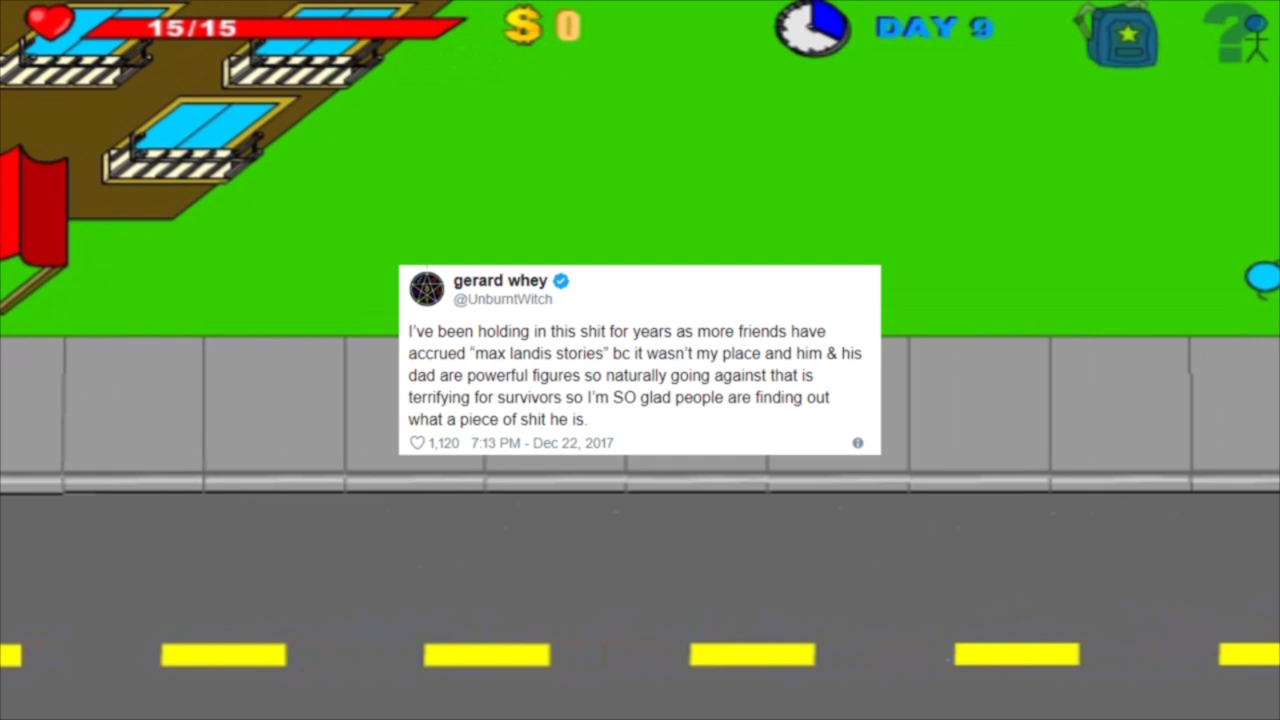 15/15
$ 0
DAY 9
?
gerard whey
@UnburntWitch
I’ve been holding in this shit for years as more friends have
accrued “max landis stories” bc it wasn’t my place and him & his
dad are powerful figures so naturally going against that is
terrifying for survivors so I’m SO glad people are finding out
what a piece of shit he is.
1,120 7:13 PM - Dec 22, 2017